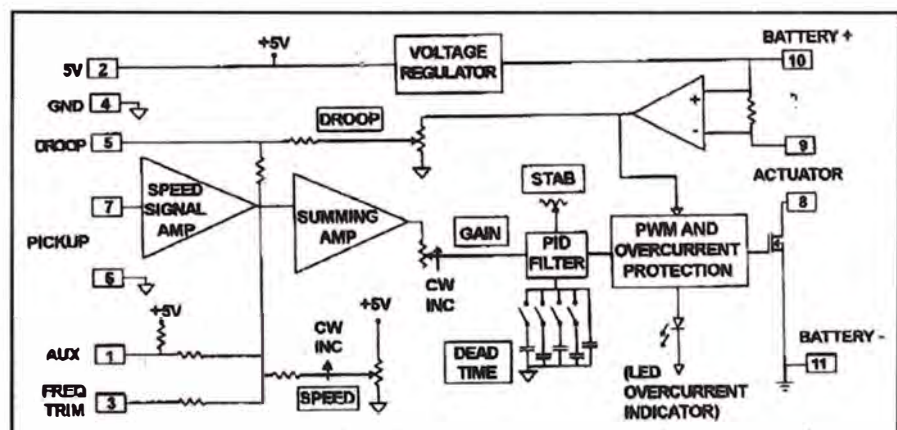 +5V
VOLTAGE
REGULATOR
BATTERY +
10
5V 2
GND 4
DROOP 5
DROOP
+
-
9
ACTUATOR
8
STAB
SPEED
SIGNAL
AMP
7
PICKUP
6
SUMMING
AMP
GAIN
CW
INC
PID
FILTER
PWM AND
OVERCURRENT
PROTECTION
+5V
AUX 1
FREQ
TRIM 3
CW
INC
SPEED
+5V
DEAD
TIME
(LED
OVERCURRENT
INDICATOR)
BATTERY -
11